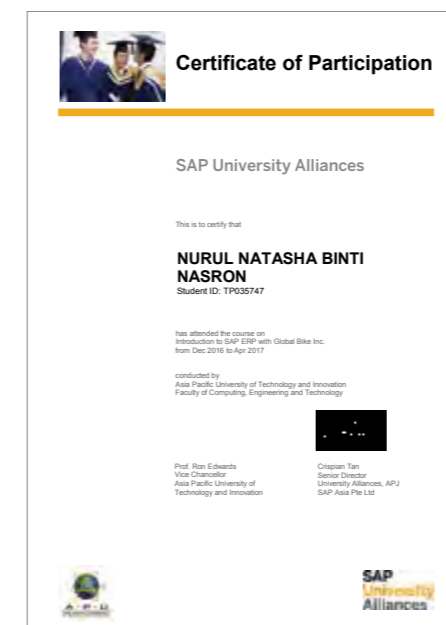 Certificate of Participation
SAP University Alliances
This is to certify that
NURUL NATASHA BINTI
NASRON
Student ID: TP035747
has attended the course on
Introduction to SAP ERP with Global Bike Inc.
from Dec 2016 to Apr 2017
conducted by
Asia Pacific University of Technology and Innovation
Faculty of Computing, Engineering and Technology
Prof. Ron Edwards
Vice Chancellor
Asia Pacific University of
Technology and Innovation
Crispian Tan
Senior Director
University Alliances, APJ
SAP Asia Pte Ltd
A · P · U
SAP
University
Alliances